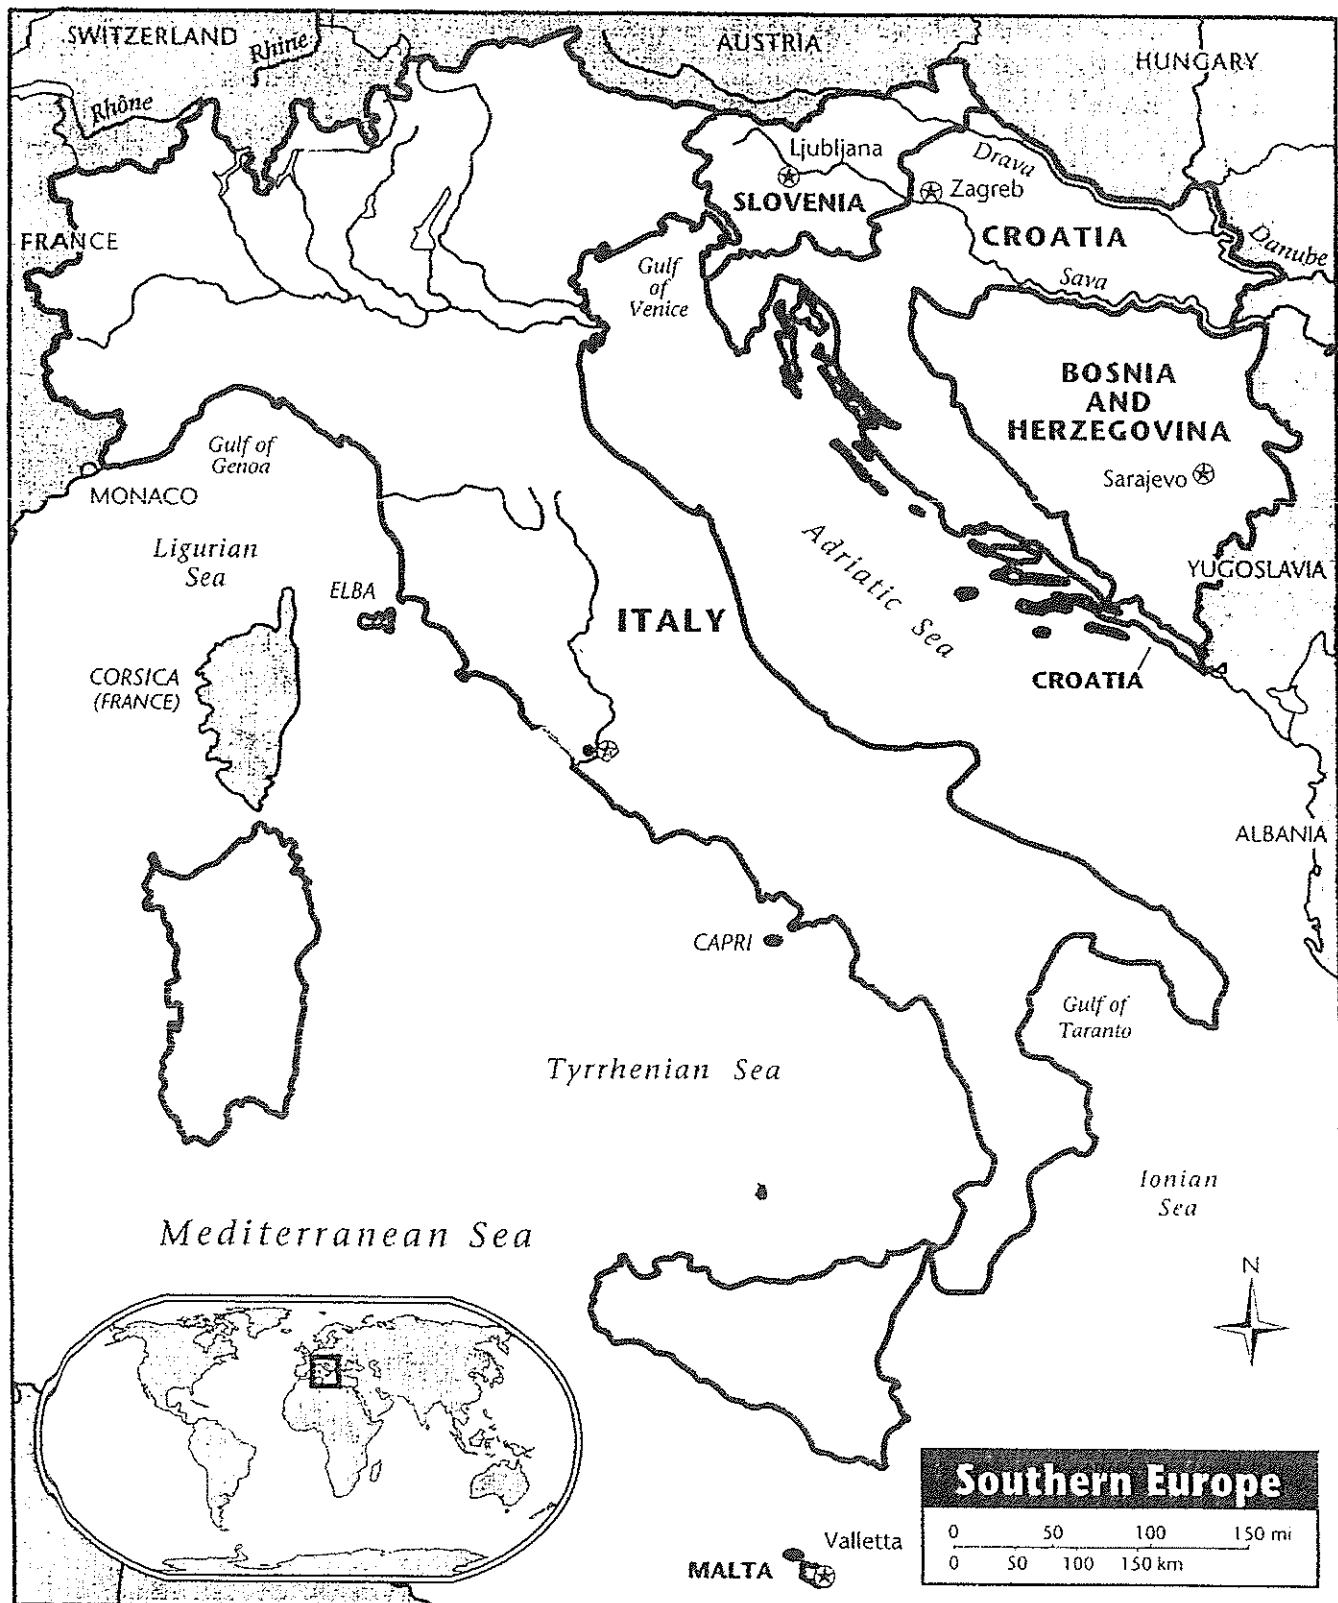 SWITZERLAND
Rhine
AUSTRIA
HUNGARY
Rhône
Ljubljana
SLOVENIA
Drava
Zagreb
CROATIA
Danube
FRANCE
Gulf
of
Venice
Sava
BOSNIA
AND
HERZEGOVINA
Sarajevo
Gulf of
Genoa
MONACO
Ligurian
Sea
Adriatic Sea
YUGOSLAVIA
ELBA
ITALY
CORSICA
(FRANCE)
CROATIA
ALBANIA
CAPRI
Gulf of
Taranto
Tyrrhenian Sea
Ionian
Sea
Mediterranean Sea
N
Southern Europe
0 50 100 150 mi
0 50 100 150 km
Valletta
MALTA